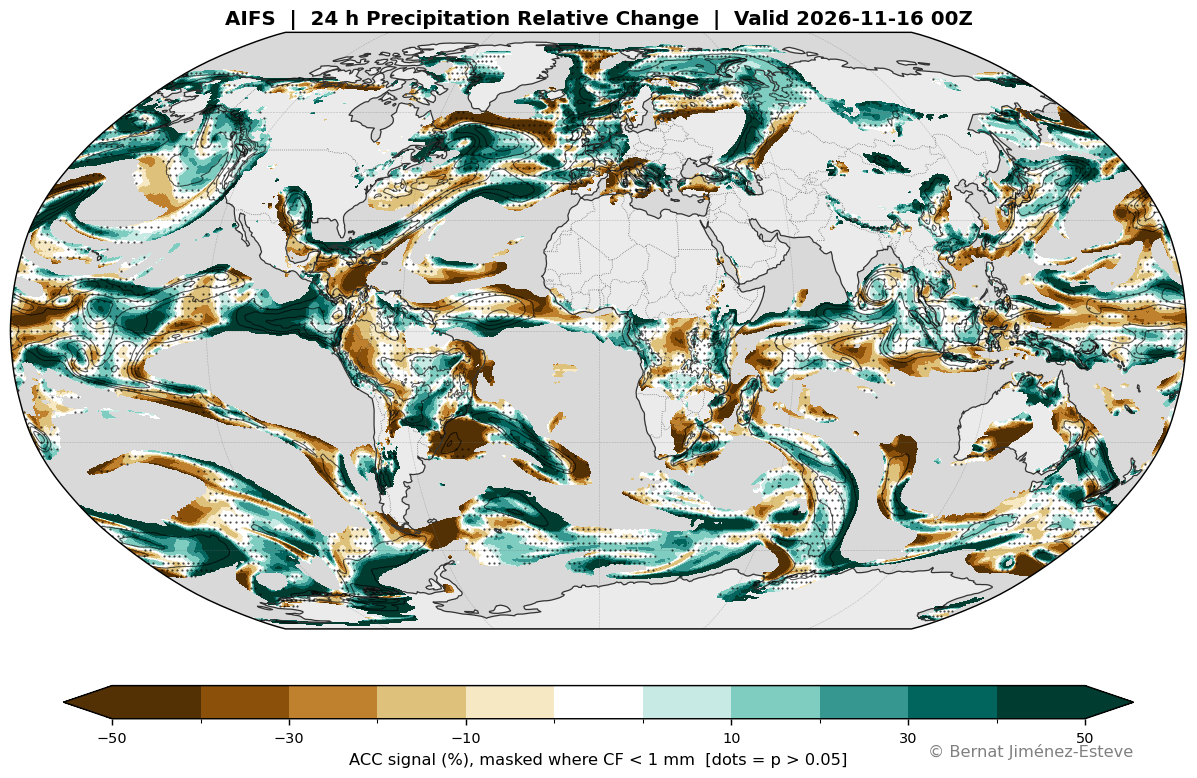 AIFS  |  24 h Precipitation Relative Change  |  Valid 2026-11-16 00Z
−50 −30 −10 10 30 50
ACC signal (%), masked where CF < 1 mm  [dots = p > 0.05]
© Bernat Jiménez-Esteve